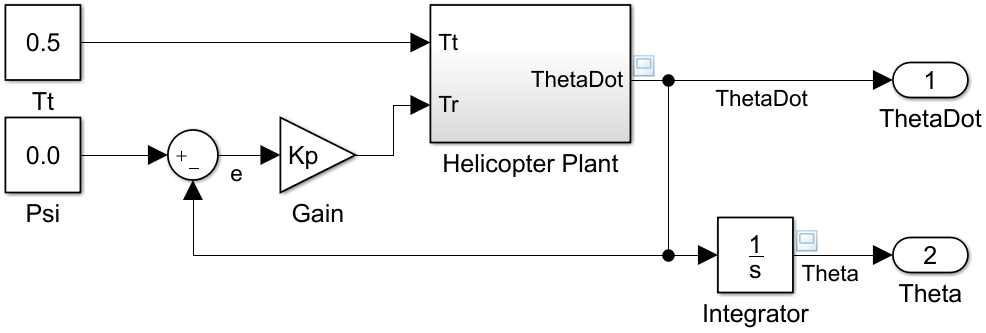 0.5
Tt
Tt
Tr
ThetaDot
Helicopter Plant
ThetaDot
1
ThetaDot
0.0
Psi
+
−
e
Kp
Gain
1
s
Integrator
Theta
2
Theta